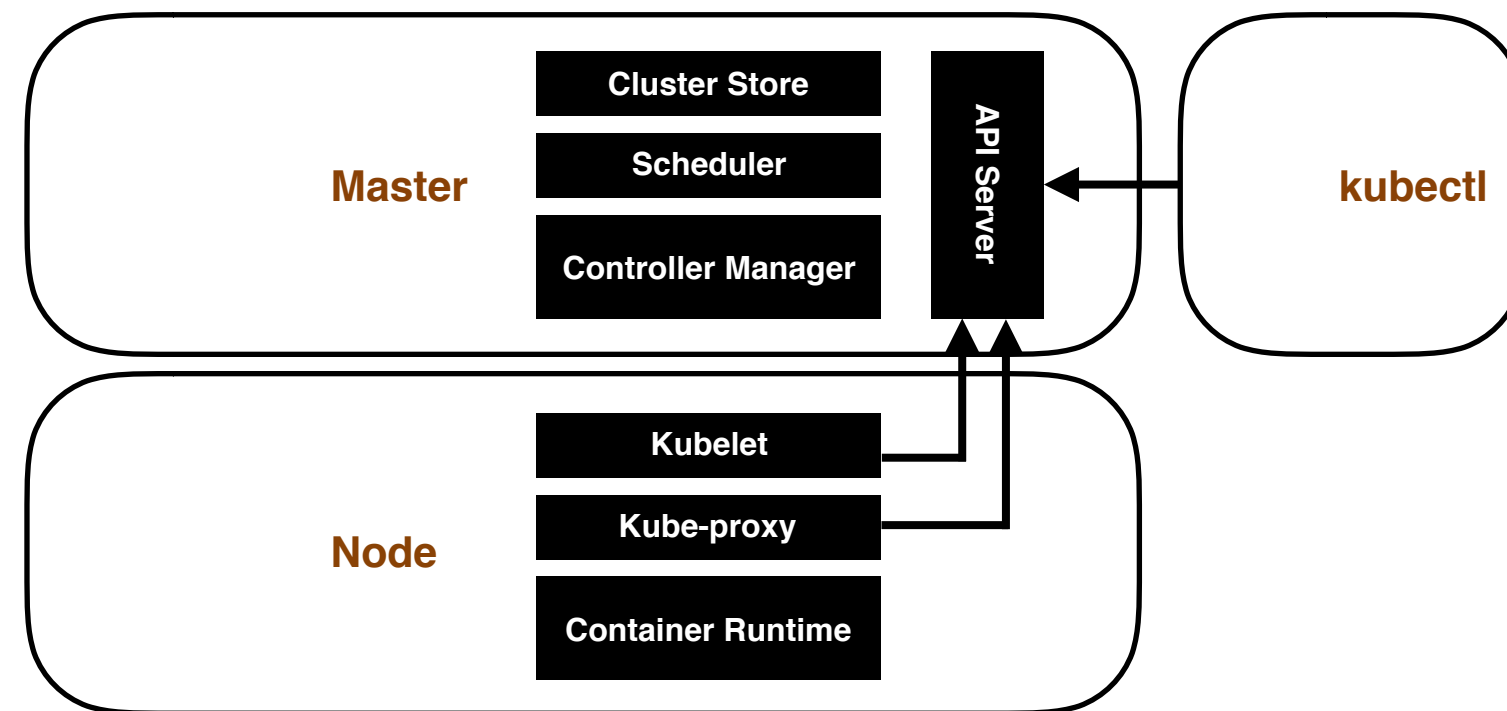 Master
Cluster Store
Scheduler
Controller Manager
API Server
kubectl
Node
Kubelet
Kube-proxy
Container Runtime